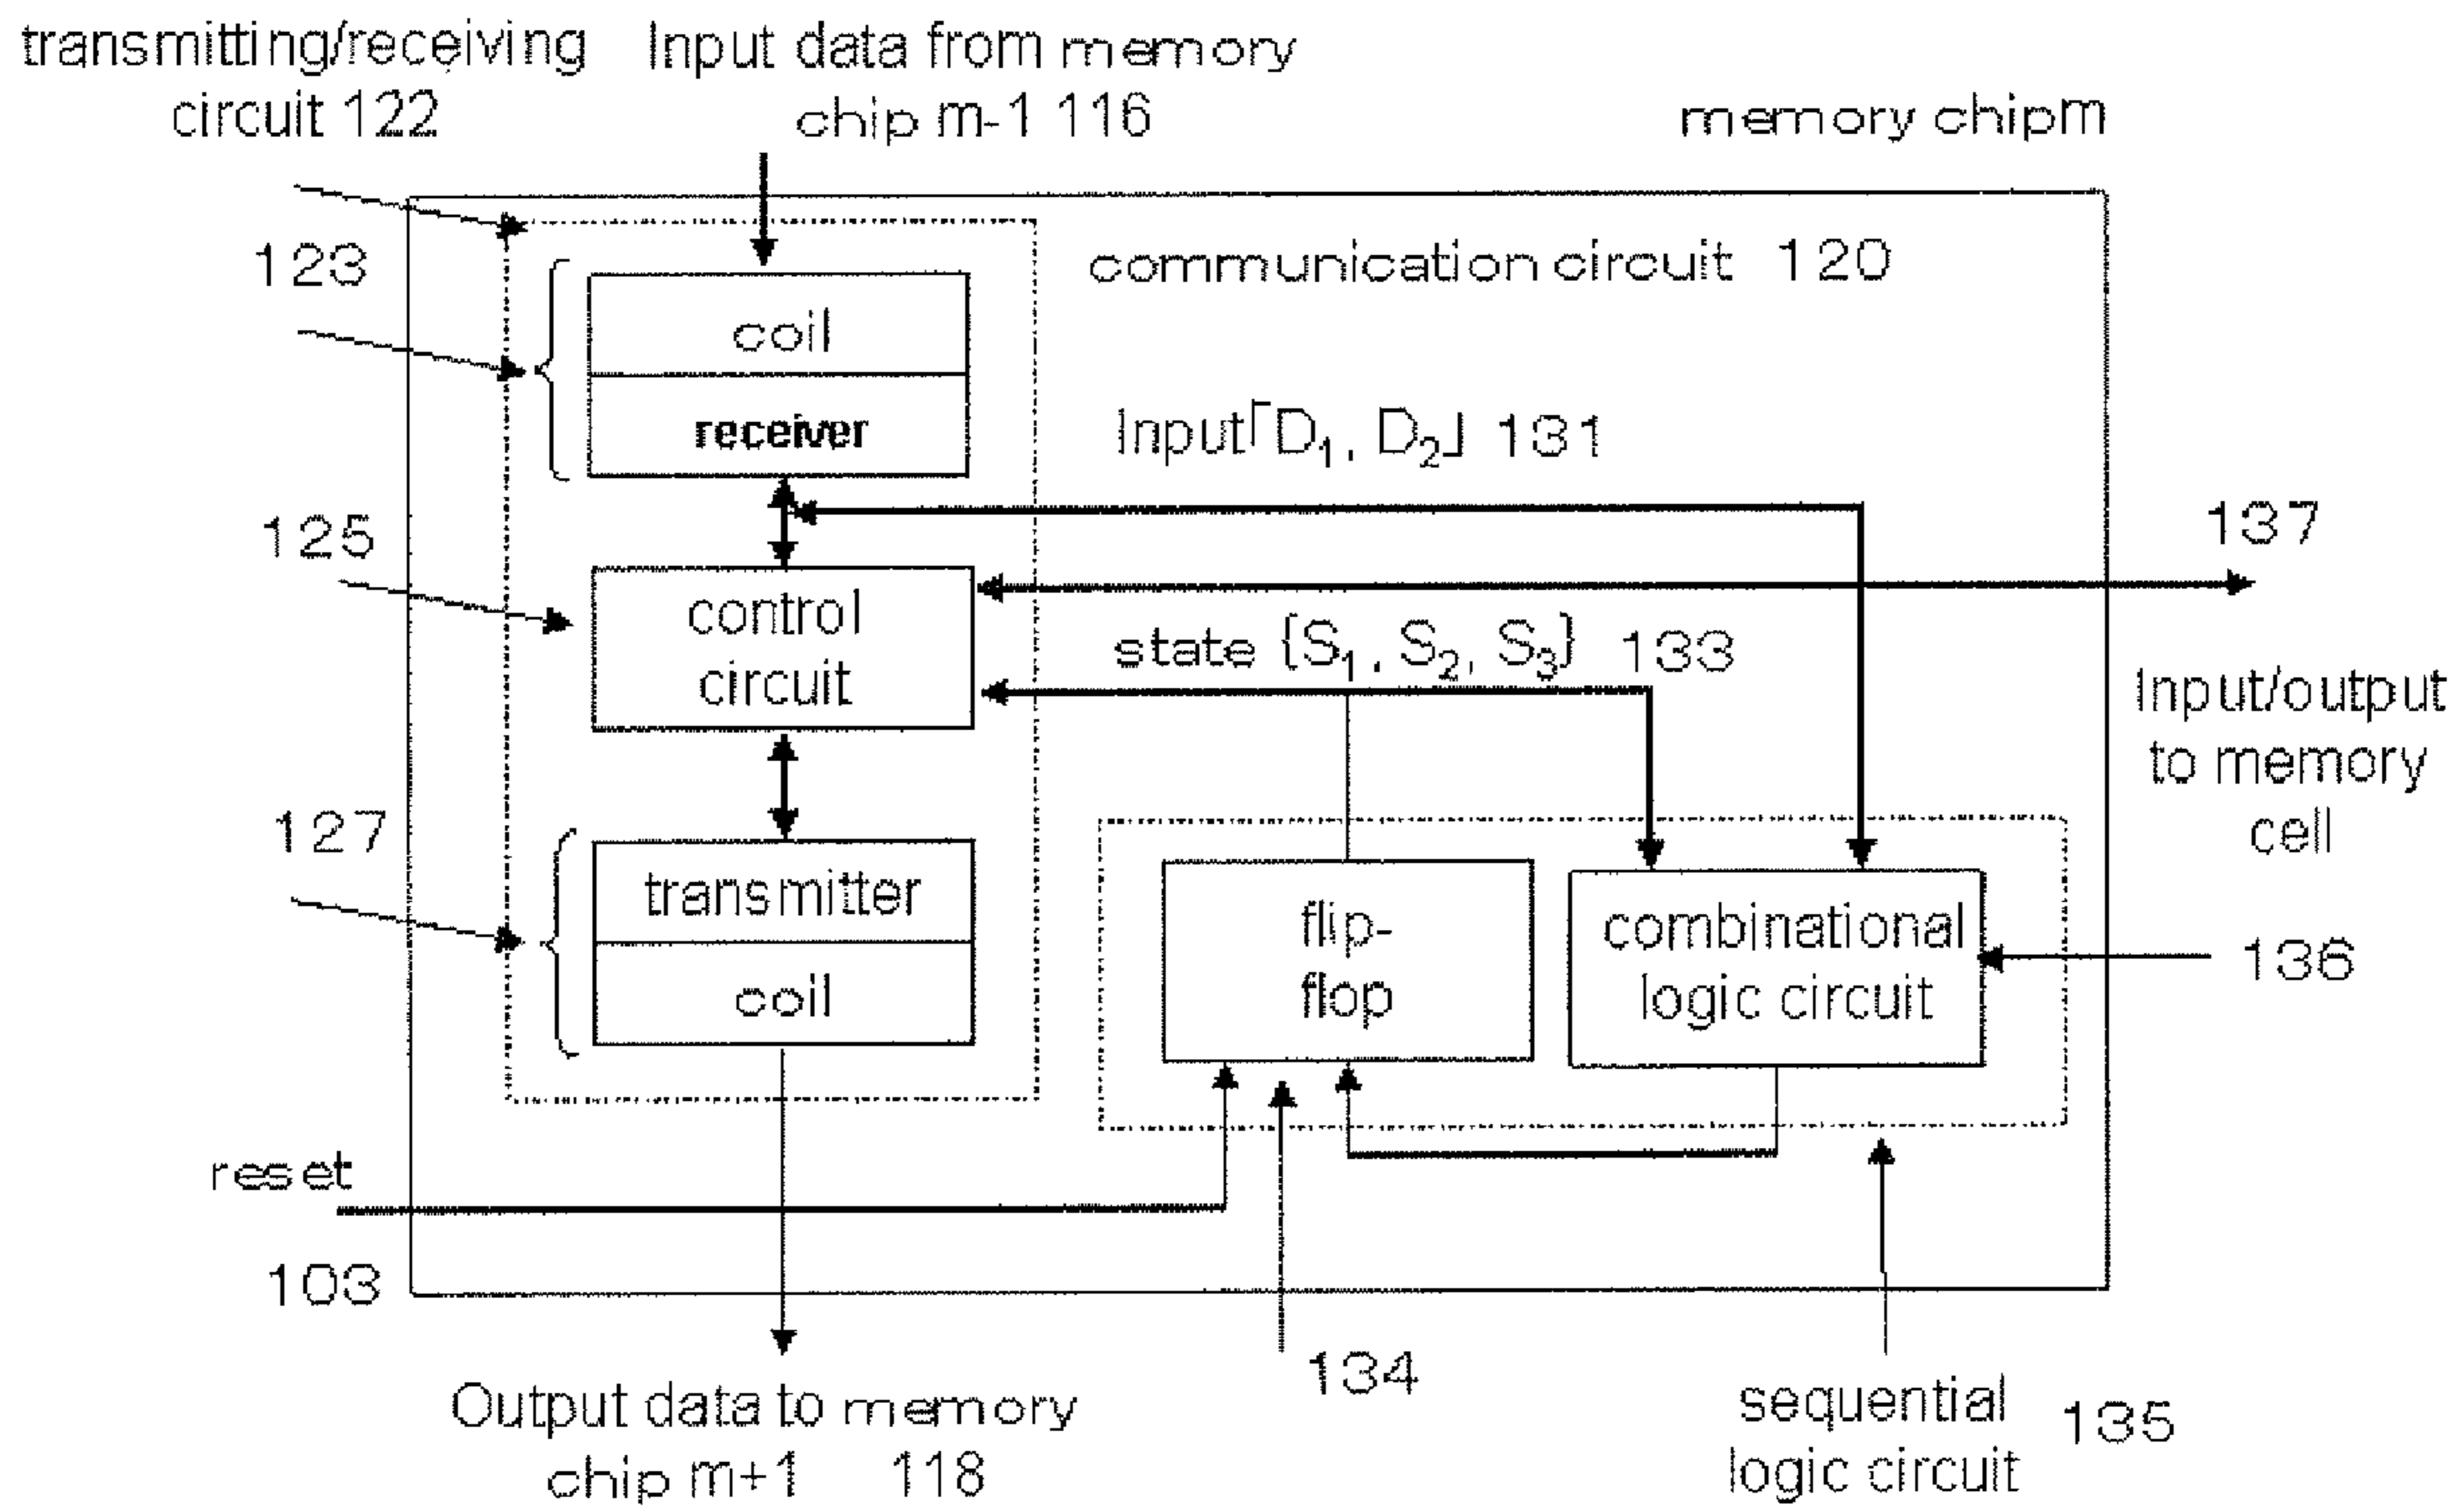 transmitting/receiving
circuit 122
Input data from memory
chip m-1 116
memory chip m
123
communication circuit 120
coil
receiver
Input「D1, D2」 131
125
137
control
circuit
state {S1, S2, S3} 133
Input/output
to memory
cell
127
transmitter
coil
flip-
flop
combinational
logic circuit
136
reset
103
134
Output data to memory
chip m+1 118
sequential
logic circuit
135